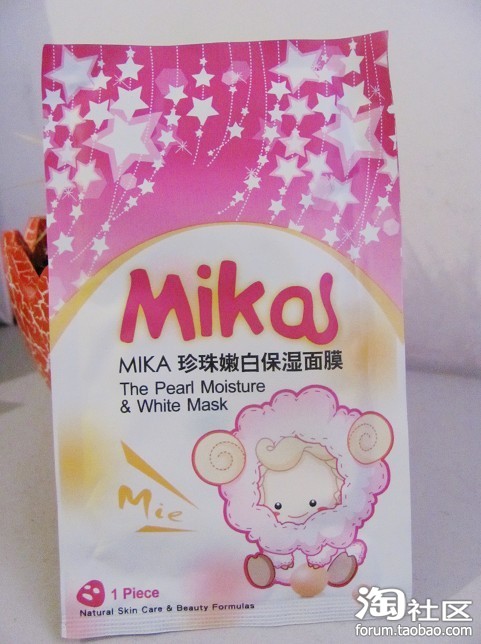 Mika
MIKA 珍珠嫩白保湿面膜
The Pearl Moisture
& White Mask
Mie
1 Piece
Natural Skin Care & Beauty Formulas
淘社区
forum.taobao.com